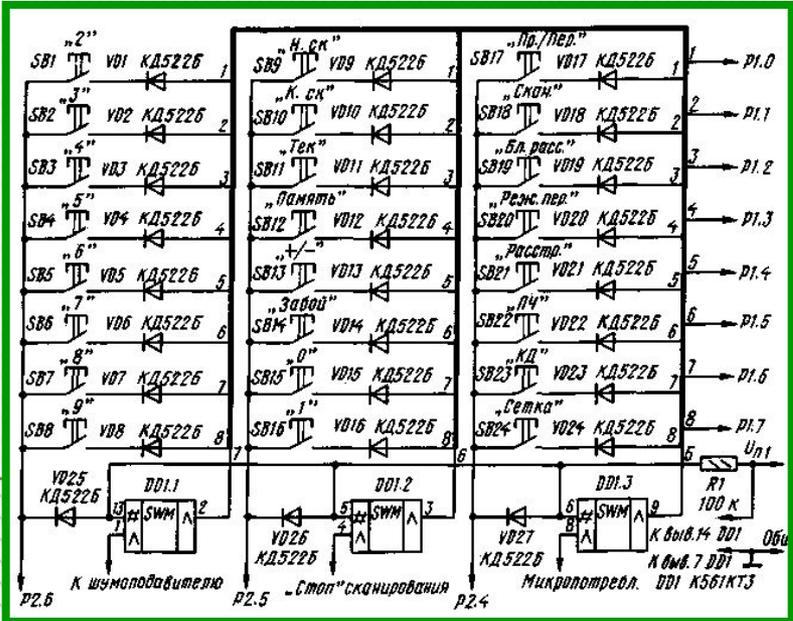 „2" „Н. ск" „Пр./Пер."
SB1 VD1 КД522Б 1 SB9 VD9 КД522Б 1 SB17 VD17 КД522Б 1 1 P1.0
„3" „К. ск" „Скан."
SB2 VD2 КД522Б 2 SB10 VD10 КД522Б 2 SB18 VD18 КД522Б 2 2 P1.1
„4" „Тек" „Бл. расс."
SB3 VD3 КД522Б 3 SB11 VD11 КД522Б 3 SB19 VD19 КД522Б 3 3 P1.2
„5" „Память" „Реж. пер."
SB4 VD4 КД522Б 4 SB12 VD12 КД522Б 4 SB20 VD20 КД522Б 4 4 P1.3
„6" „+/-" „Расстр."
SB5 VD5 КД522Б 5 SB13 VD13 КД522Б 5 SB21 VD21 КД522Б 5 5 P1.4
„7" „Забой" „ПЧ"
SB6 VD6 КД522Б 6 SB14 VD14 КД522Б 6 SB22 VD22 КД522Б 6 6 P1.5
„8" „0" „КД"
SB7 VD7 КД522Б 7 SB15 VD15 КД522Б 7 SB23 VD23 КД522Б 7 7 P1.6
„9" „1" „Сетка"
SB8 VD8 КД522Б 8 SB16 VD16 КД522Б 8 SB24 VD24 КД522Б 8 8 P1.7
Uп1
VD25 КД522Б DD1.1 DD1.2 DD1.3 R1 100 к
13 # SWM Λ 2 5 # SWM Λ 3 6 # SWM Λ 9
1 Λ VD26 КД522Б 4 Λ VD27 КД522Б 8 Λ К выв.14 DD1
К выв.7 DD1
К шумоподавителю „Стоп" сканирования Микропотребл. DD1 К561КТ3
P2.6 P2.5 P2.4